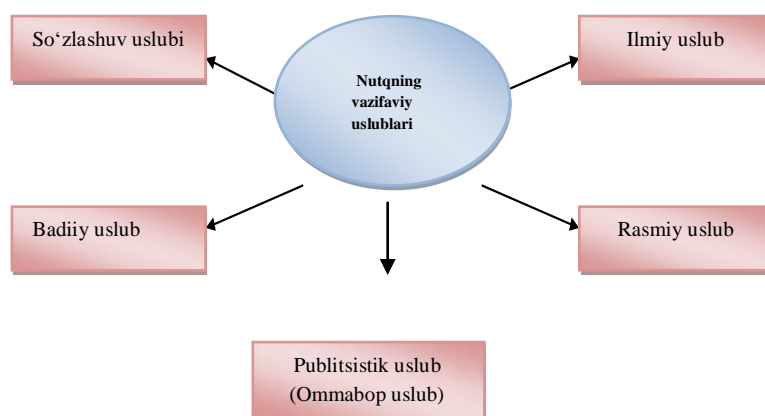 So‘zlashuv uslubi
Ilmiy uslub
Nutqning
vazifaviy
uslublari
Badiiy uslub
Rasmiy uslub
Publitsistik uslub
(Ommabop uslub)